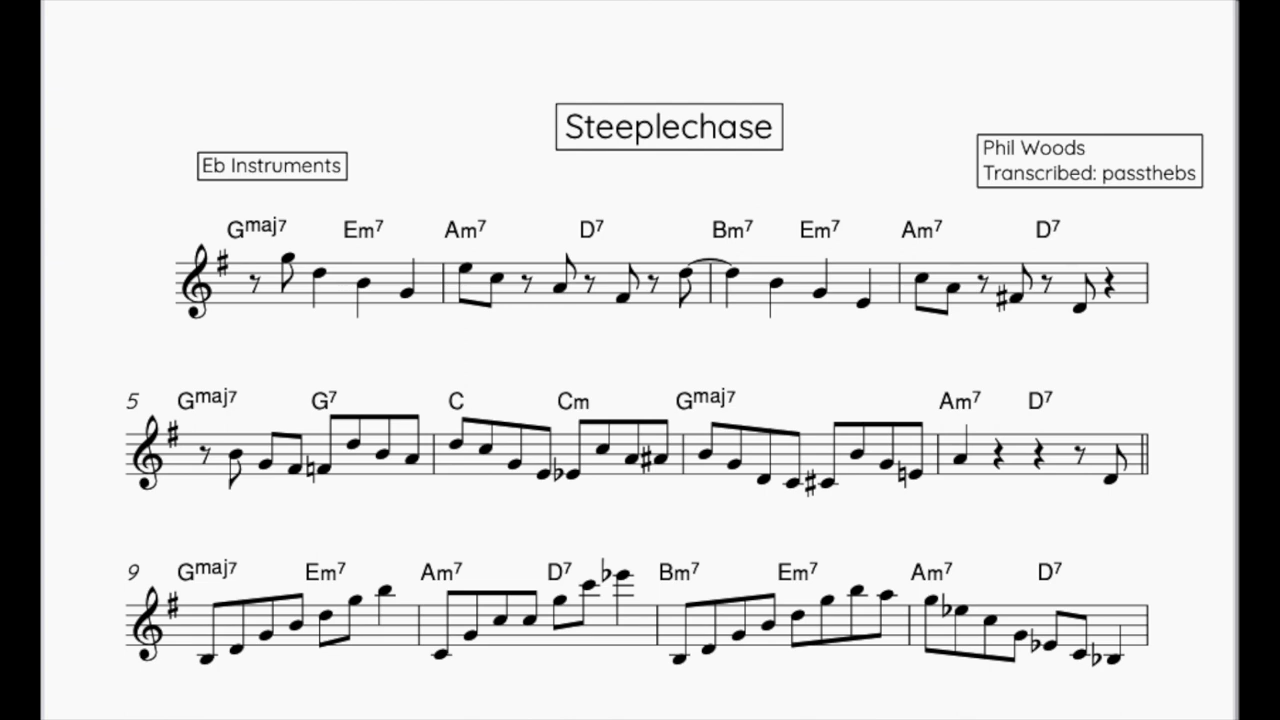 Steeplechase
Eb Instruments
Phil Woods
Transcribed: passthebs
Gmaj7 Em7 Am7 D7 Bm7 Em7 Am7 D7
5 Gmaj7 G7 C Cm Gmaj7 Am7 D7
9 Gmaj7 Em7 Am7 D7 Bm7 Em7 Am7 D7